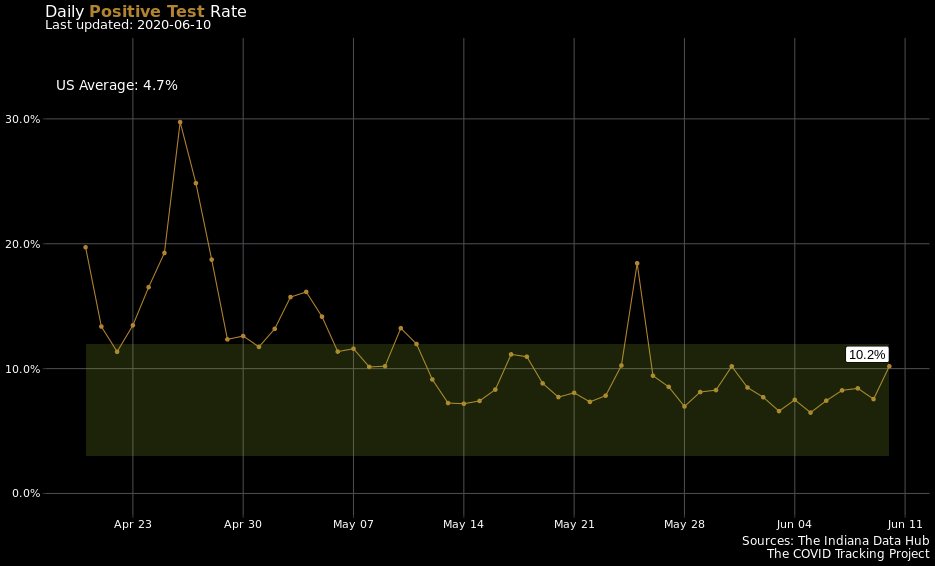 Daily Positive Test Rate
Last updated: 2020-06-10
US Average: 4.7%
30.0%
20.0%
10.2%
10.0%
0.0%
Apr 23 Apr 30 May 07 May 14 May 21 May 28 Jun 04 Jun 11
Sources: The Indiana Data Hub
The COVID Tracking Project